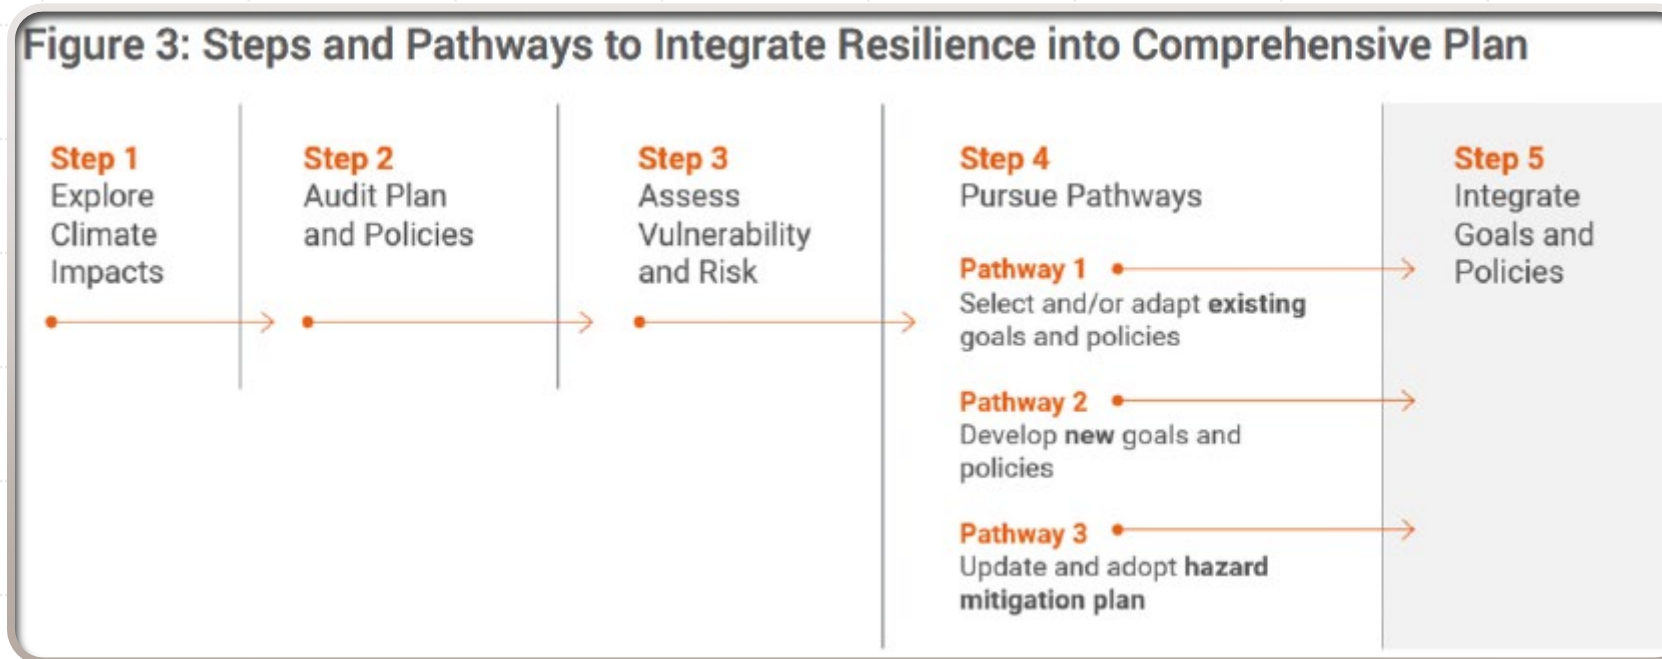 Figure 3: Steps and Pathways to Integrate Resilience into Comprehensive Plan
Step 1
Explore
Climate
Impacts
Step 2
Audit Plan
and Policies
Step 3
Assess
Vulnerability
and Risk
Step 4
Pursue Pathways
Pathway 1
Select and/or adapt existing
goals and policies
Pathway 2
Develop new goals and
policies
Pathway 3
Update and adopt hazard
mitigation plan
Step 5
Integrate
Goals and
Policies